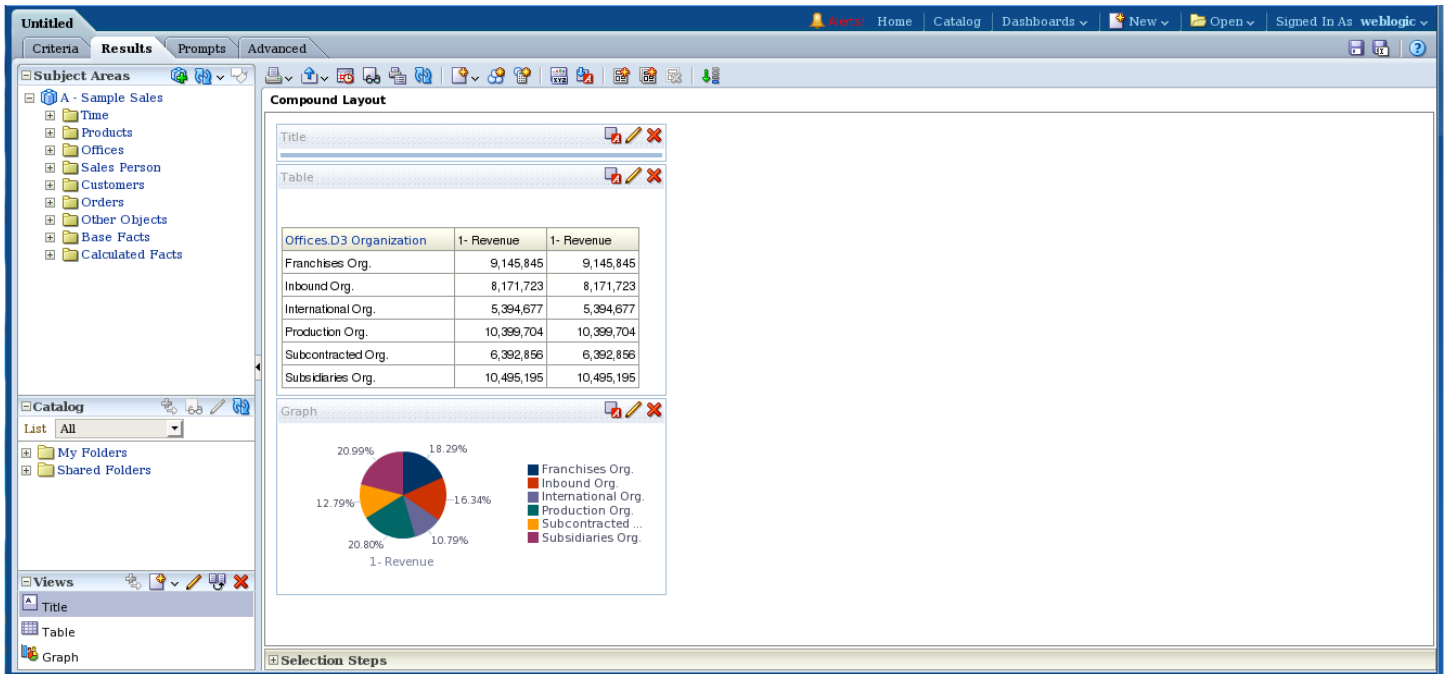 Untitled
Alerts! Home Catalog Dashboards New Open Signed In As weblogic
Criteria Results Prompts Advanced
Subject Areas
A - Sample Sales
Time
Products
Offices
Sales Person
Customers
Orders
Other Objects
Base Facts
Calculated Facts
Catalog
List All
My Folders
Shared Folders
Views
Title
Table
Graph
Compound Layout
Title
Table
Offices.D3 Organization 1- Revenue 1- Revenue
Franchises Org. 9,145,845 9,145,845
Inbound Org. 8,171,723 8,171,723
International Org. 5,394,677 5,394,677
Production Org. 10,399,704 10,399,704
Subcontracted Org. 6,392,856 6,392,856
Subsidiaries Org. 10,495,195 10,495,195
Graph
20.99% 18.29%
12.79% 16.34%
20.80% 10.79%
1- Revenue
Franchises Org.
Inbound Org.
International Org.
Production Org.
Subcontracted ...
Subsidiaries Org.
Selection Steps